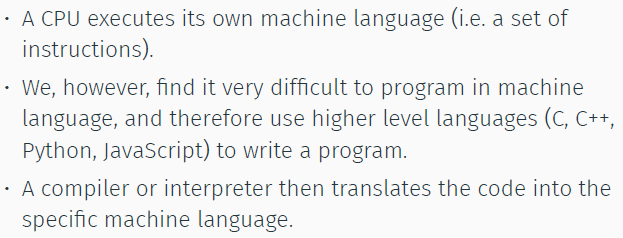 • A CPU executes its own machine language (i.e. a set of
instructions).
• We, however, find it very difficult to program in machine
language, and therefore use higher level languages (C, C++,
Python, JavaScript) to write a program.
• A compiler or interpreter then translates the code into the
specific machine language.